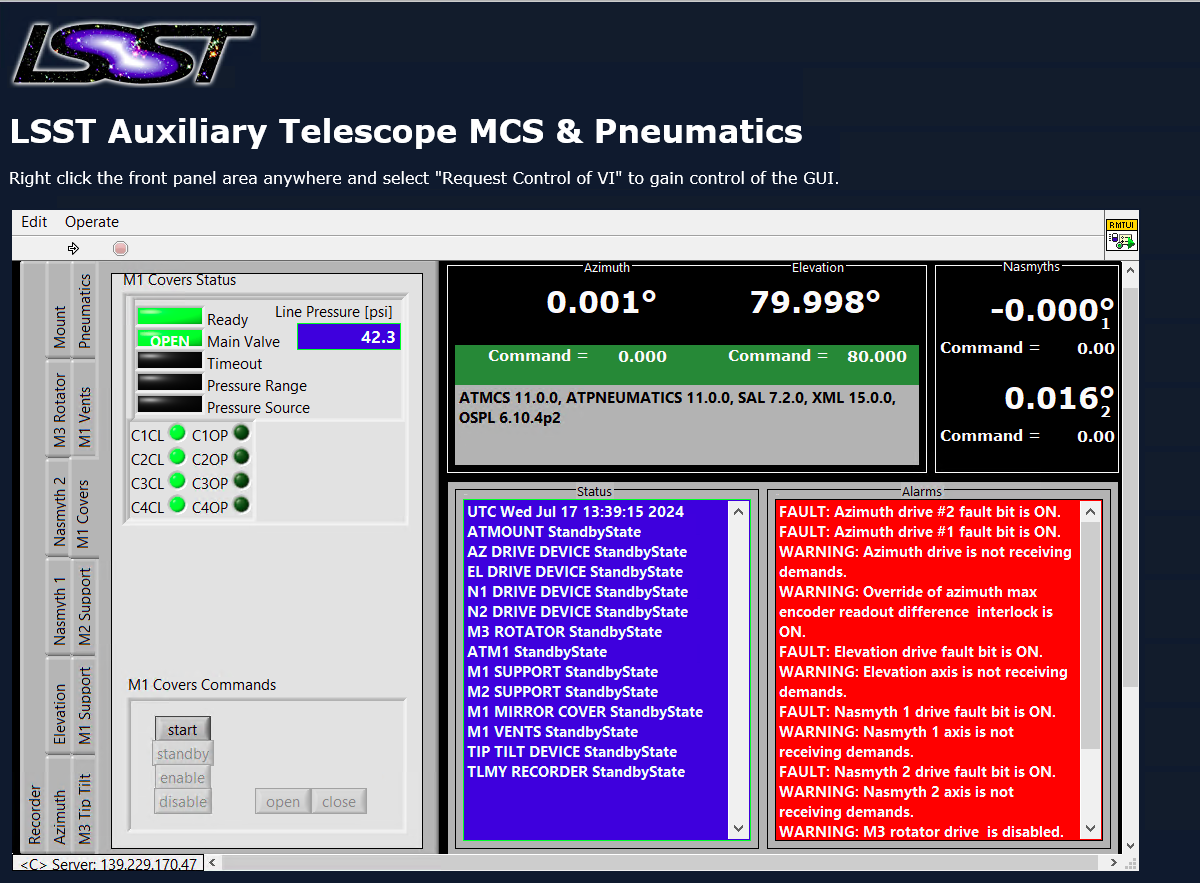 LSST
LSST Auxiliary Telescope MCS & Pneumatics
Right click the front panel area anywhere and select "Request Control of VI" to gain control of the GUI.
Edit Operate
RMTUI
Mount
Pneumatics
M3 Rotator
M1 Vents
Nasmyth 2
M1 Covers
Nasmyth 1
M2 Support
Elevation
M1 Support
Recorder
Azimuth
M3 Tip Tilt
M1 Covers Status
Ready
Line Pressure [psi]
OPEN Main Valve
42.3
Timeout
Pressure Range
Pressure Source
C1CL C1OP
C2CL C2OP
C3CL C3OP
C4CL C4OP
M1 Covers Commands
start
standby
enable
disable
open close
Azimuth Elevation
0.001° 79.998°
Command = 0.000 Command = 80.000
ATMCS 11.0.0, ATPNEUMATICS 11.0.0, SAL 7.2.0, XML 15.0.0,
OSPL 6.10.4p2
Nasmyths
-0.000°
1
Command = 0.00
0.016°
2
Command = 0.00
Status
UTC Wed Jul 17 13:39:15 2024
ATMOUNT StandbyState
AZ DRIVE DEVICE StandbyState
EL DRIVE DEVICE StandbyState
N1 DRIVE DEVICE StandbyState
N2 DRIVE DEVICE StandbyState
M3 ROTATOR StandbyState
ATM1 StandbyState
M1 SUPPORT StandbyState
M2 SUPPORT StandbyState
M1 MIRROR COVER StandbyState
M1 VENTS StandbyState
TIP TILT DEVICE StandbyState
TLMY RECORDER StandbyState
Alarms
FAULT: Azimuth drive #2 fault bit is ON.
FAULT: Azimuth drive #1 fault bit is ON.
WARNING: Azimuth drive is not receiving
demands.
WARNING: Override of azimuth max
encoder readout difference  interlock is
ON.
FAULT: Elevation drive fault bit is ON.
WARNING: Elevation axis is not receiving
demands.
FAULT: Nasmyth 1 drive fault bit is ON.
WARNING: Nasmyth 1 axis is not
receiving demands.
FAULT: Nasmyth 2 drive fault bit is ON.
WARNING: Nasmyth 2 axis is not
receiving demands.
WARNING: M3 rotator drive  is disabled.
<C> Server: 139.229.170.47